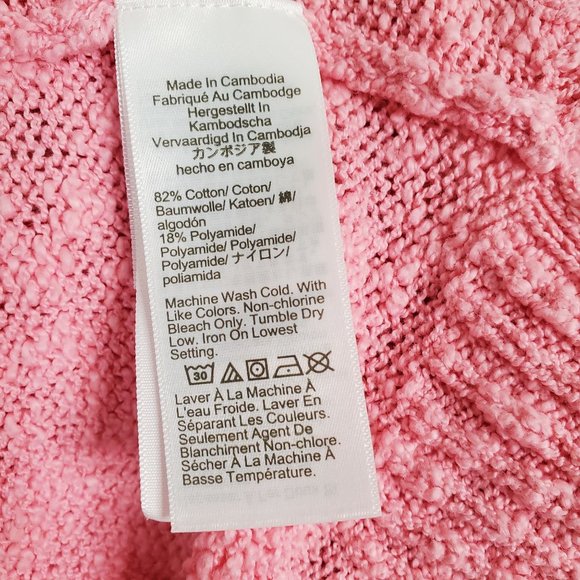 Made In Cambodia
Fabriqué Au Cambodge
Hergestellt In
Kambodscha
Vervaardigd In Cambodja
カンボジア製
hecho en camboya
82% Cotton/ Coton/
Baumwolle/ Katoen/ 綿/
algodón
18% Polyamide/
Polyamide/ Polyamide/
Polyamide/ ナイロン/
poliamida
Machine Wash Cold. With
Like Colors. Non-chlorine
Bleach Only. Tumble Dry
Low. Iron On Lowest
Setting.
30
Laver À La Machine À
L'eau Froide. Laver En
Séparant Les Couleurs.
Seulement Agent De
Blanchiment Non-chlore.
Sécher À La Machine À
Basse Température.